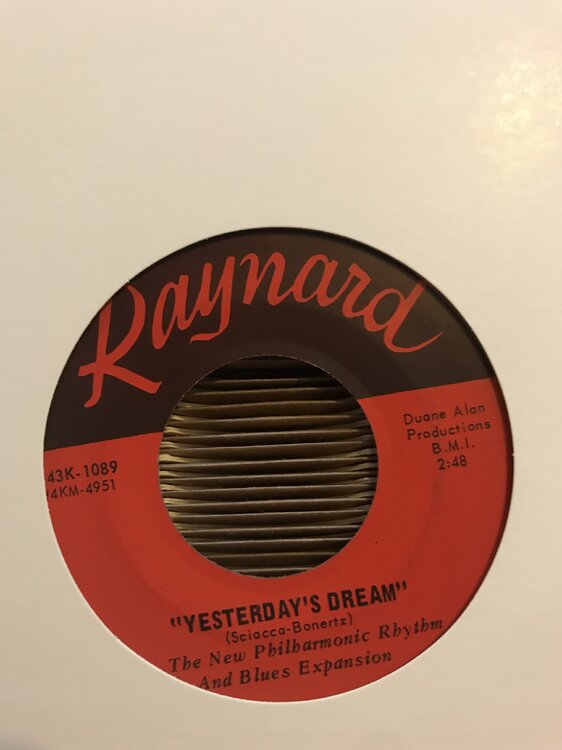 Raynard
Duane Alan
Productions
B.M.I.
2:48
43K-1089
4KM-4951
"YESTERDAY'S DREAM"
(Sciacca-Bonertz)
The New Philharmonic Rhythm
And Blues Expansion